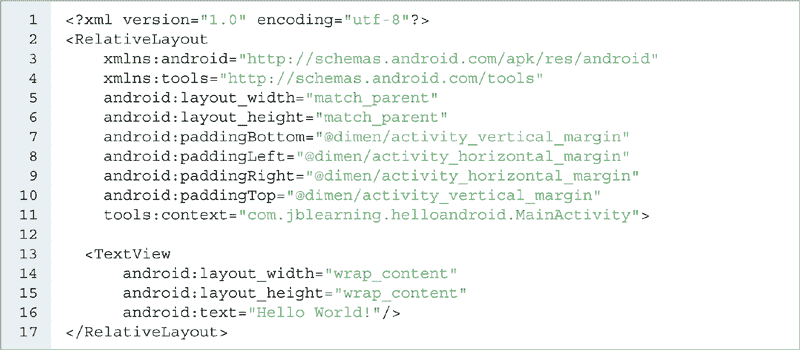 1 <?xml version="1.0" encoding="utf-8"?>
2 <RelativeLayout
3 xmlns:android="http://schemas.android.com/apk/res/android"
4 xmlns:tools="http://schemas.android.com/tools"
5 android:layout_width="match_parent"
6 android:layout_height="match_parent"
7 android:paddingBottom="@dimen/activity_vertical_margin"
8 android:paddingLeft="@dimen/activity_horizontal_margin"
9 android:paddingRight="@dimen/activity_horizontal_margin"
10 android:paddingTop="@dimen/activity_vertical_margin"
11 tools:context="com.jblearning.helloandroid.MainActivity">
12
13 <TextView
14 android:layout_width="wrap_content"
15 android:layout_height="wrap_content"
16 android:text="Hello World!"/>
17 </RelativeLayout>